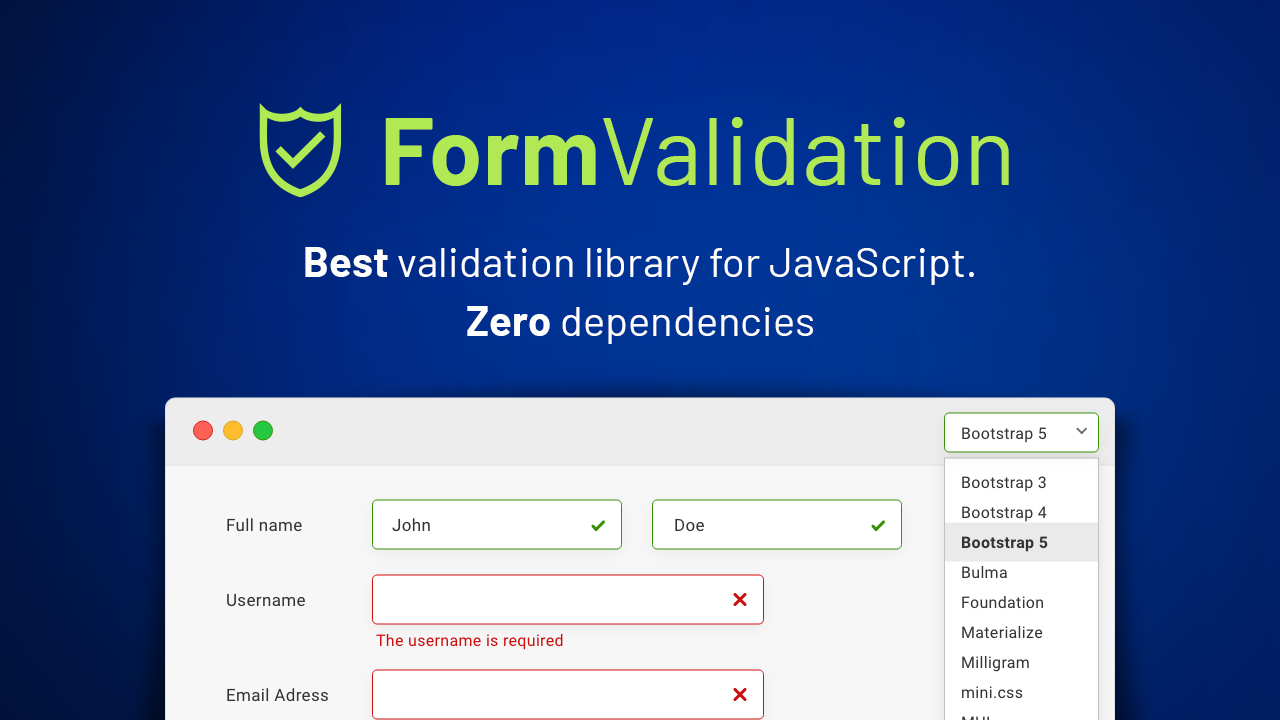 FormValidation
Best validation library for JavaScript.
Zero dependencies
Bootstrap 5
Full name
John
Doe
Username
The username is required
Email Adress
Bootstrap 3
Bootstrap 4
Bootstrap 5
Bulma
Foundation
Materialize
Milligram
mini.css